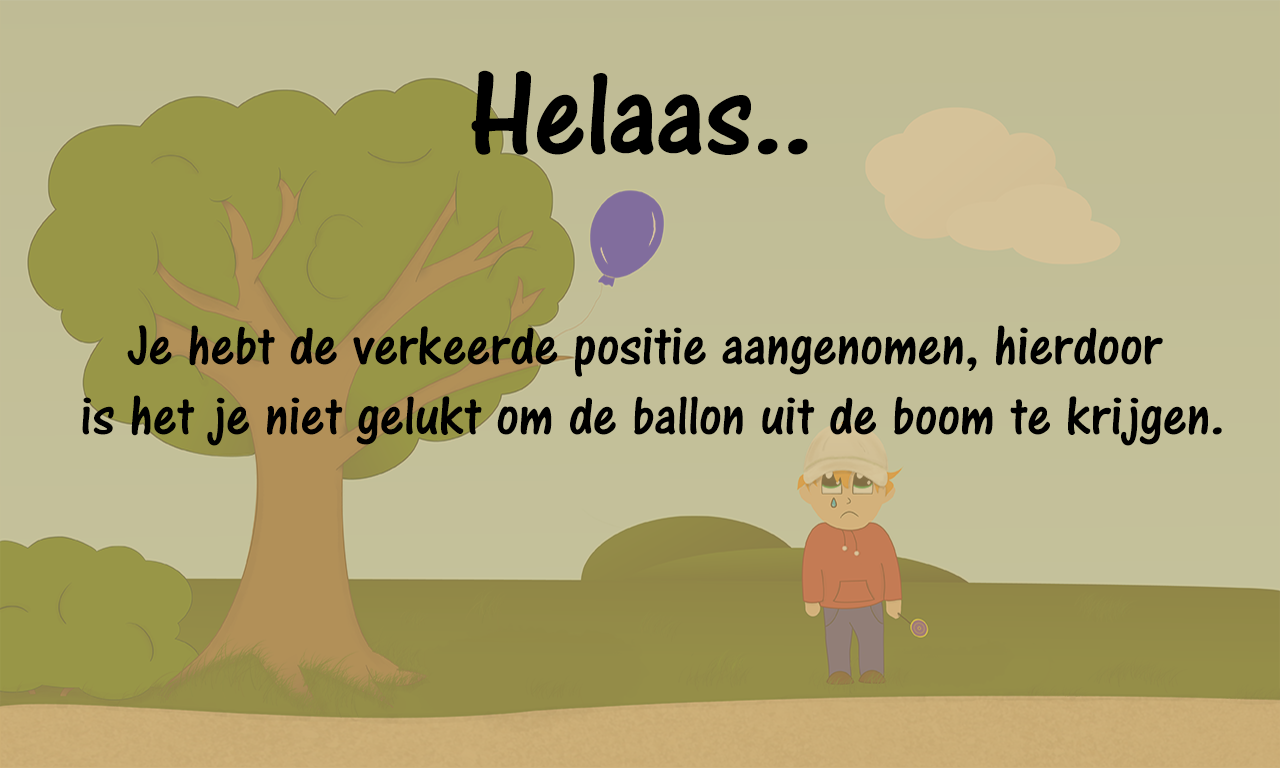 Helaas..
Je hebt de verkeerde positie aangenomen, hierdoor
is het je niet gelukt om de ballon uit de boom te krijgen.